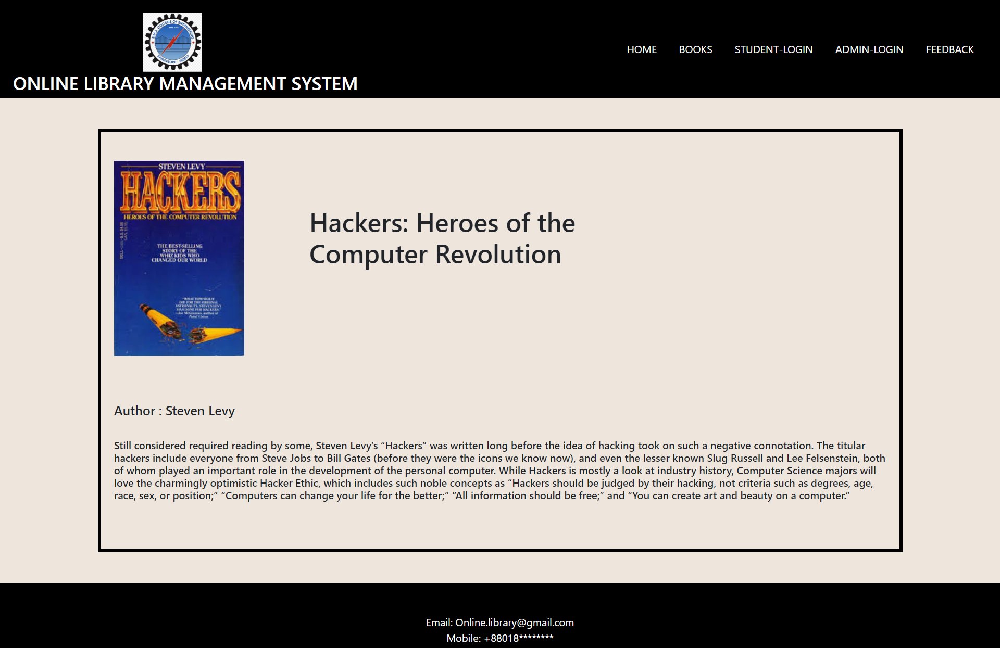 B.M.S. COLLEGE OF ENGINEERING
BANGALORE - 560019
ONLINE LIBRARY MANAGEMENT SYSTEM
HOME BOOKS STUDENT-LOGIN ADMIN-LOGIN FEEDBACK
STEVEN LEVY
HACKERS
HEROES OF THE COMPUTER REVOLUTION
THE BEST-SELLING
STORY OF THE
WHIZ KIDS WHO
CHANGED OUR WORLD
"WHAT TOM WOLFE
DID FOR THE ORIGINAL
ASTRONAUTS, STEVEN LEVY
HAS DONE FOR HACKERS."
—Joe McGinniss, author of
Fatal Vision
Hackers: Heroes of the
Computer Revolution
Author : Steven Levy
Still considered required reading by some, Steven Levy’s “Hackers” was written long before the idea of hacking took on such a negative connotation. The titular
hackers include everyone from Steve Jobs to Bill Gates (before they were the icons we know now), and even the lesser known Slug Russell and Lee Felsenstein, both
of whom played an important role in the development of the personal computer. While Hackers is mostly a look at industry history, Computer Science majors will
love the charmingly optimistic Hacker Ethic, which includes such noble concepts as “Hackers should be judged by their hacking, not criteria such as degrees, age,
race, sex, or position;” “Computers can change your life for the better;” “All information should be free;” and “You can create art and beauty on a computer.”
Email: Online.library@gmail.com
Mobile: +88018********